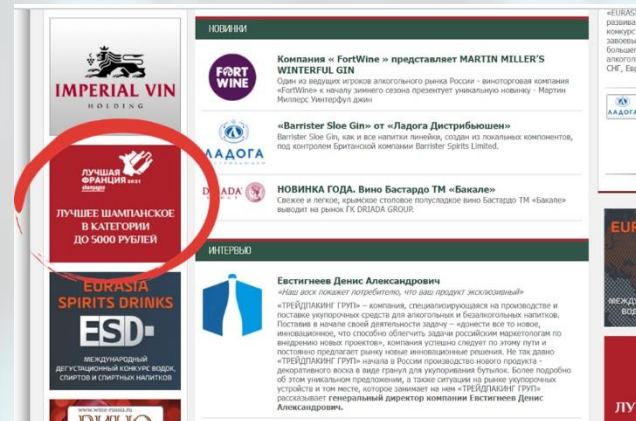 IMPERIAL VIN
HOLDING
ЛУЧШАЯ
ФРАНЦИЯ 2021
ЛУЧШЕЕ ШАМПАНСКОЕ
В КАТЕГОРИИ
ДО 5000 РУБЛЕЙ
EURASIA
SPIRITS DRINKS
ESD
МЕЖДУНАРОДНЫЙ
ДЕГУСТАЦИОННЫЙ КОНКУРС ВОДОК,
СПИРТОВ И СПИРТНЫХ НАПИТКОВ
www.wine-russia.ru
НОВИНКИ
FORT
WINE
Компания « FortWine » представляет MARTIN MILLER'S
WINTERFUL GIN
Один из ведущих игроков алкогольного рынка России - виноторговая компания
«FortWine» к началу зимнего сезона презентует уникальную новинку - Мартин
Миллерс Уинтерфул джин
ЛАДОГА
«Barrister Sloe Gin» от «Ладога Дистрибьюшен»
Barrister Sloe Gin, как и все напитки линейки, создан из локальных компонентов,
под контролем Британской компании Barrister Spirits Limited.
НОВИНКА ГОДА. Вино Бастардо ТМ «Бакале»
Свежее и легкое, крымское столовое полусладкое вино Бастардо ТМ «Бакале»
выводит на рынок ГК DRIADA GROUP.
ИНТЕРВЬЮ
Евстигнеев Денис Александрович
«Наш воск покажет потребителю, что ваш продукт эксклюзивный»
«ТРЕЙДПАКИНГ ГРУП» – компания, специализирующаяся на производстве и
поставке укупорочных средств для алкогольных и безалкогольных напитков.
Поставив в начале своей деятельности задачу – «донести все то новое,
инновационное, что способно облегчить задачи российским маркетологам по
внедрению новых проектов», компания успешно следует по этому пути и
постоянно предлагает рынку новые инновационные решения. Не так давно
«ТРЕЙДПАКИНГ ГРУП» начала в России производство нового продукта -
декоративного воска в виде гранул для укупоривания бутылок. Более подробно
об этом уникальном предложении, а также ситуации на рынке укупорочных
устройств и том месте, которое занимает на нем «ТРЕЙДПАКИНГ ГРУП»
рассказывает генеральный директор компании Евстигнеев Денис
Александрович.
«EURAS
развива
конкурс
больше
СНГ, Ев
EUR
ЛУ